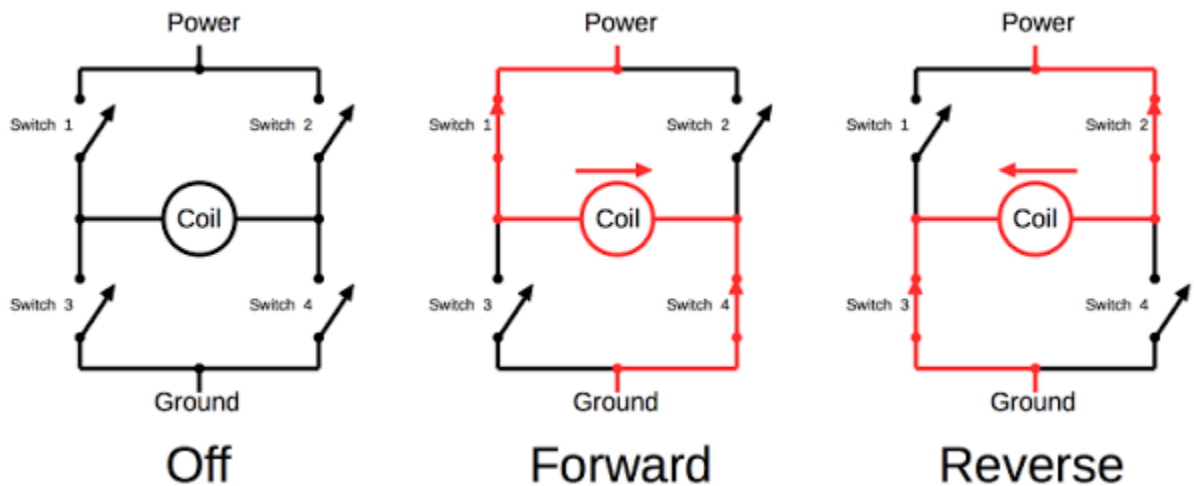 Power
Switch 1
Switch 2
Coil
Switch 3
Switch 4
Ground
Off
Power
Switch 1
Switch 2
Coil
Switch 3
Switch 4
Ground
Forward
Power
Switch 1
Switch 2
Coil
Switch 3
Switch 4
Ground
Reverse